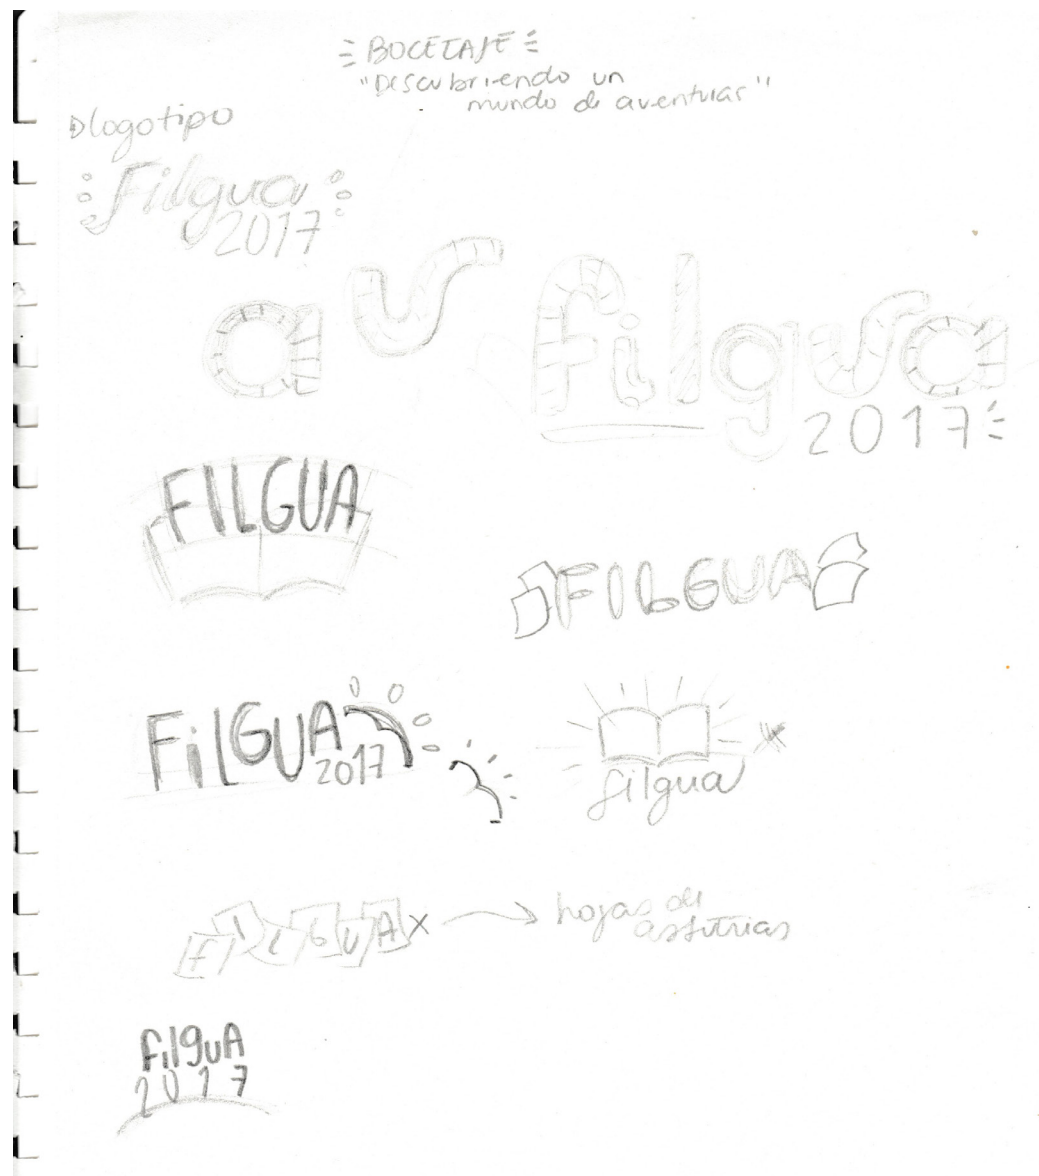 BOCETAJE
"Descubriendo un
mundo de aventuras"
logotipo
Filgua
2017
a u filgua
2017
FILGUA
FILGUA
FiLGUA
2017
filgua
FILGUA x
hojas de
filguA
2017